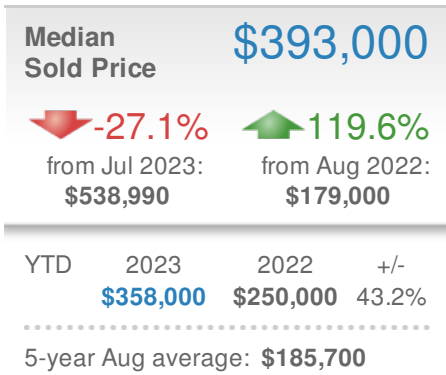 Median
Sold Price
$393,000
-27.1%
from Jul 2023:
$538,990
119.6%
from Aug 2022:
$179,000
YTD 2023 2022 +/-
$358,000 $250,000 43.2%
5-year Aug average: $185,700